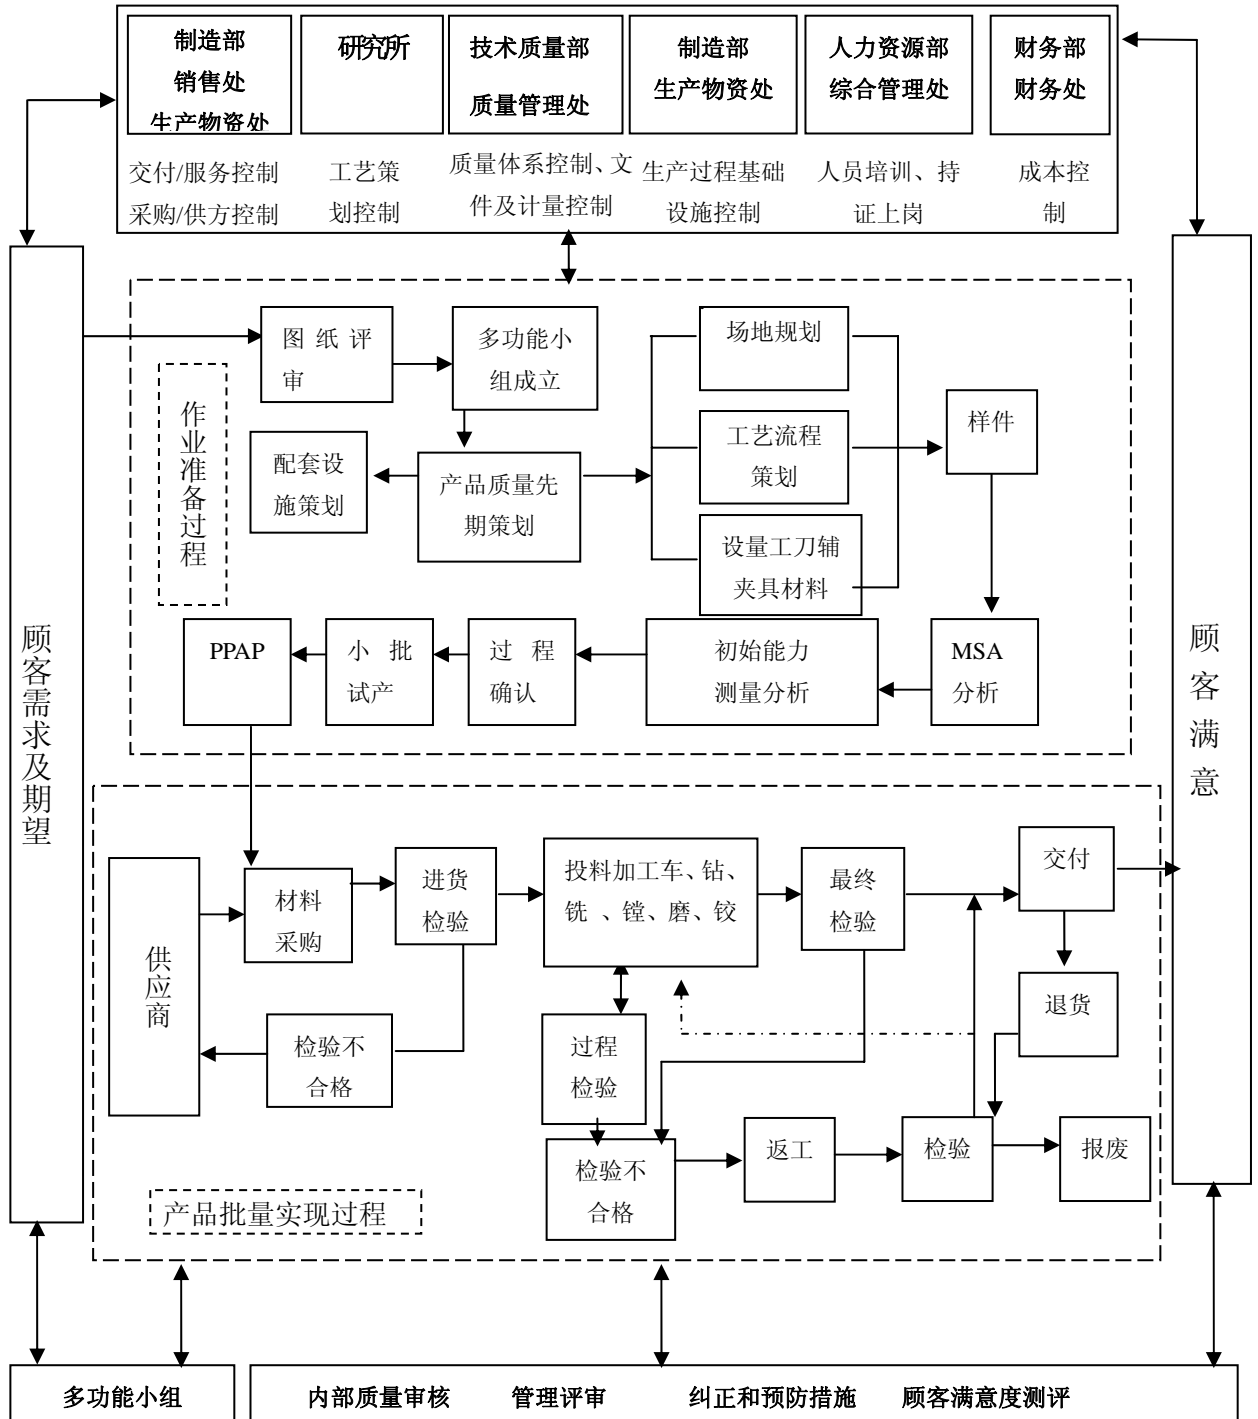 制造部
销售处
生产物资处
研究所
技术质量部
质量管理处
制造部
生产物资处
人力资源部
综合管理处
财务部
财务处
交付/服务控制
采购/供方控制
工艺策
划控制
质量体系控制、文
件及计量控制
生产过程基础
设施控制
人员培训、持
证上岗
成本控
制
顾客需求及期望
顾客满意
作业准备过程
图纸评
审
多功能小
组成立
场地规划
工艺流程
策划
设量工刀辅
夹具材料
样件
配套设
施策划
产品质量先
期策划
PPAP
小批
试产
过程
确认
初始能力
测量分析
MSA
分析
供应商
材料
采购
进货
检验
投料加工车、钻、
铣 、镗、磨、铰
最终
检验
交付
退货
检验不
合格
过程
检验
检验不
合格
返工
检验
报废
产品批量实现过程
多功能小组
内部质量审核 管理评审 纠正和预防措施 顾客满意度测评